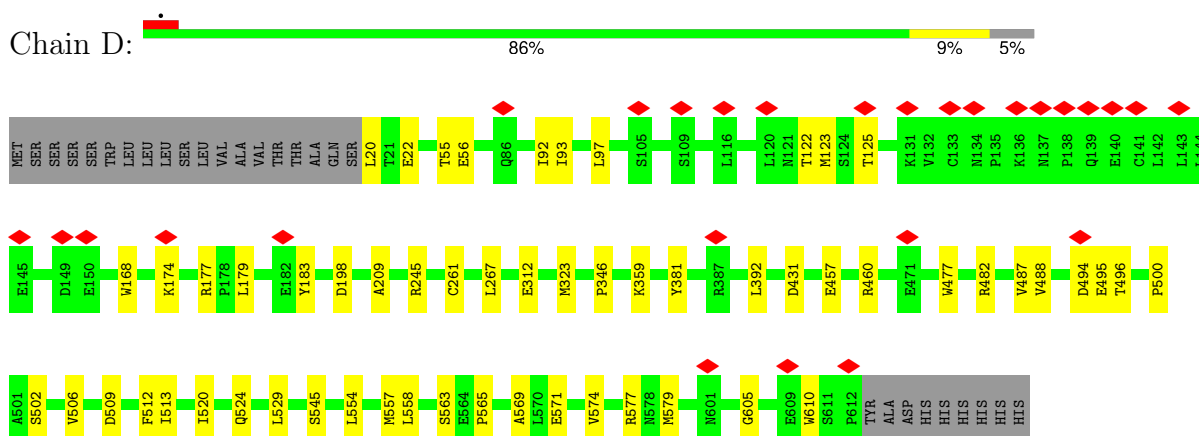 Chain D:
86% 9% 5%
MET SER SER SER SER TRP LEU LEU LEU SER LEU VAL ALA VAL THR THR ALA GLN SER L20 T21 E22 T55 E56 Q86 I92 I93 L97 S105 S109 L116 L120 N121 T122 M123 S124 T125 K131 V132 C133 N134 P135 K136 N137 P138 Q139 E140 C141 L142 L143 L144
E145 D149 E150 W168 K174 R177 P178 L179 E182 Y183 D198 A209 R245 C261 L267 E312 M323 P346 K359 Y381 R387 L392 D431 E457 R460 E471 W477 R482 V487 V488 D494 E495 T496 P500
A501 S502 V506 D509 F512 I513 I520 Q524 L529 S545 L554 M557 L558 S563 E564 P565 A569 L570 E571 V574 R577 N578 M579 N601 G605 E609 W610 S611 P612 TYR ALA ASP HIS HIS HIS HIS HIS HIS